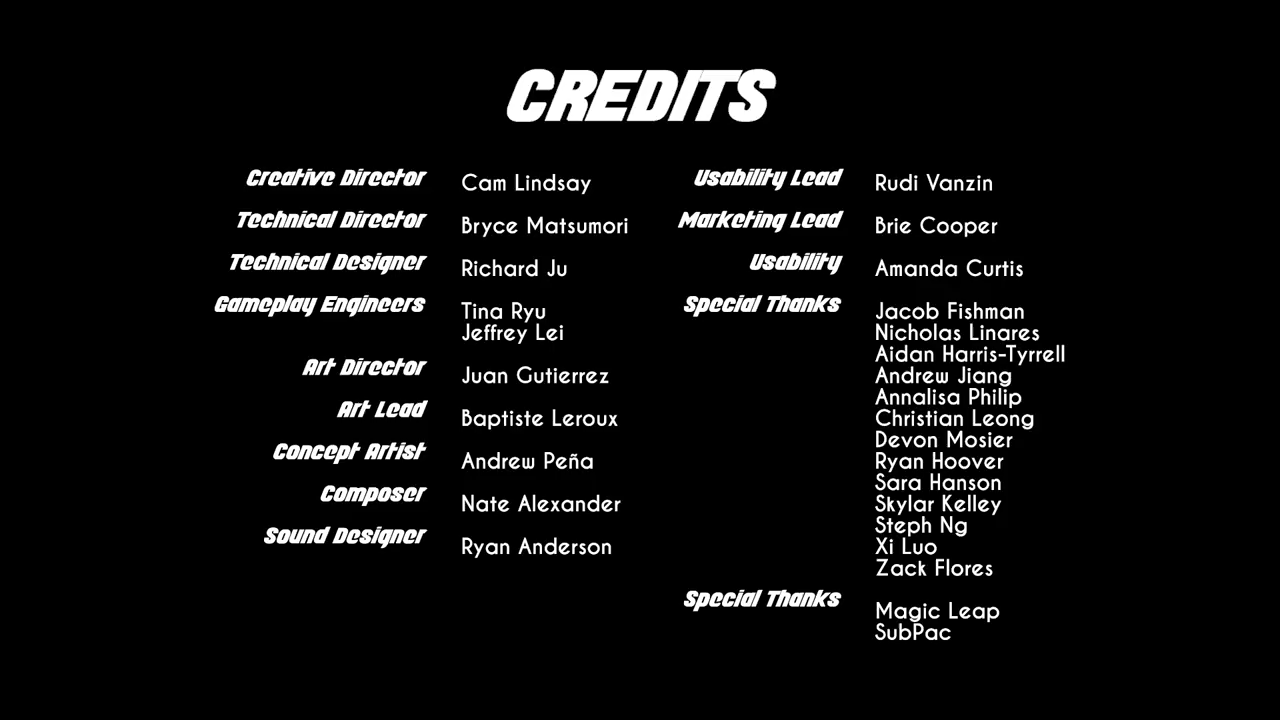 CREDITS
Creative Director Cam Lindsay
Technical Director Bryce Matsumori
Technical Designer Richard Ju
Gameplay Engineers Tina Ryu
Jeffrey Lei
Art Director Juan Gutierrez
Art Lead Baptiste Leroux
Concept Artist Andrew Peña
Composer Nate Alexander
Sound Designer Ryan Anderson
Usability Lead Rudi Vanzin
Marketing Lead Brie Cooper
Usability Amanda Curtis
Special Thanks Jacob Fishman
Nicholas Linares
Aidan Harris-Tyrrell
Andrew Jiang
Annalisa Philip
Christian Leong
Devon Mosier
Ryan Hoover
Sara Hanson
Skylar Kelley
Steph Ng
Xi Luo
Zack Flores
Special Thanks Magic Leap
SubPac